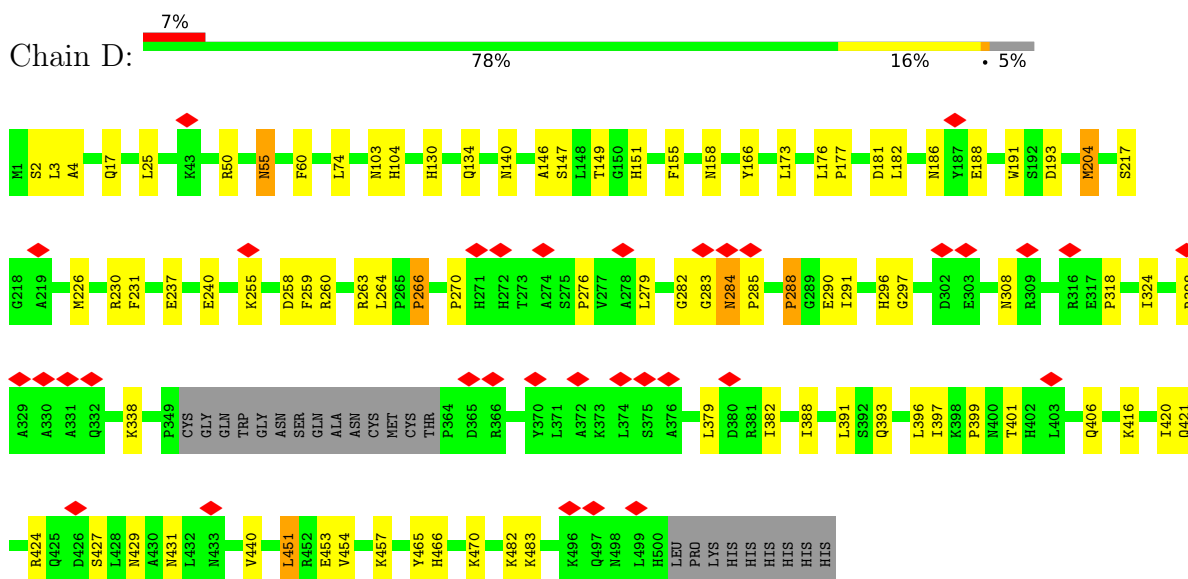 7%
Chain D:
78% 16% • 5%
M1 S2 L3 A4 Q17 L25 K43 R50 N55 F60 L74 N103 H104 H130 Q134 N140 A146 S147 L148 T149 G150 H151 F155 N158 Y166 L173 L176 P177 D181 L182 N186 Y187 E188 W191 S192 D193 M204 S217
G218 A219 M226 R230 F231 E237 E240 K255 D258 F259 R260 R263 L264 P265 P266 P270 H271 H272 T273 A274 S275 P276 V277 A278 L279 G282 G283 N284 P285 P288 G289 E290 I291 H296 G297 D302 E303 N308 R309 R316 E317 P318 I324
A329 A330 A331 Q332 K338 P349 CYS GLY GLN TRP GLY ASN SER GLN ALA ASN CYS MET CYS THR P364 D365 R366 Y370 L371 A372 K373 L374 S375 A376 L379 D380 R381 I382 I388 L391 S392 Q393 L396 I397 K398 P399 N400 T401 H402 L403 Q406 K416 I420 Q421
R424 Q425 D426 S427 L428 N429 A430 N431 L432 N433 V440 L451 R452 E453 V454 K457 Y465 H466 K470 K482 K483 K496 Q497 N498 L499 H500 LEU PRO LYS HIS HIS HIS HIS HIS HIS